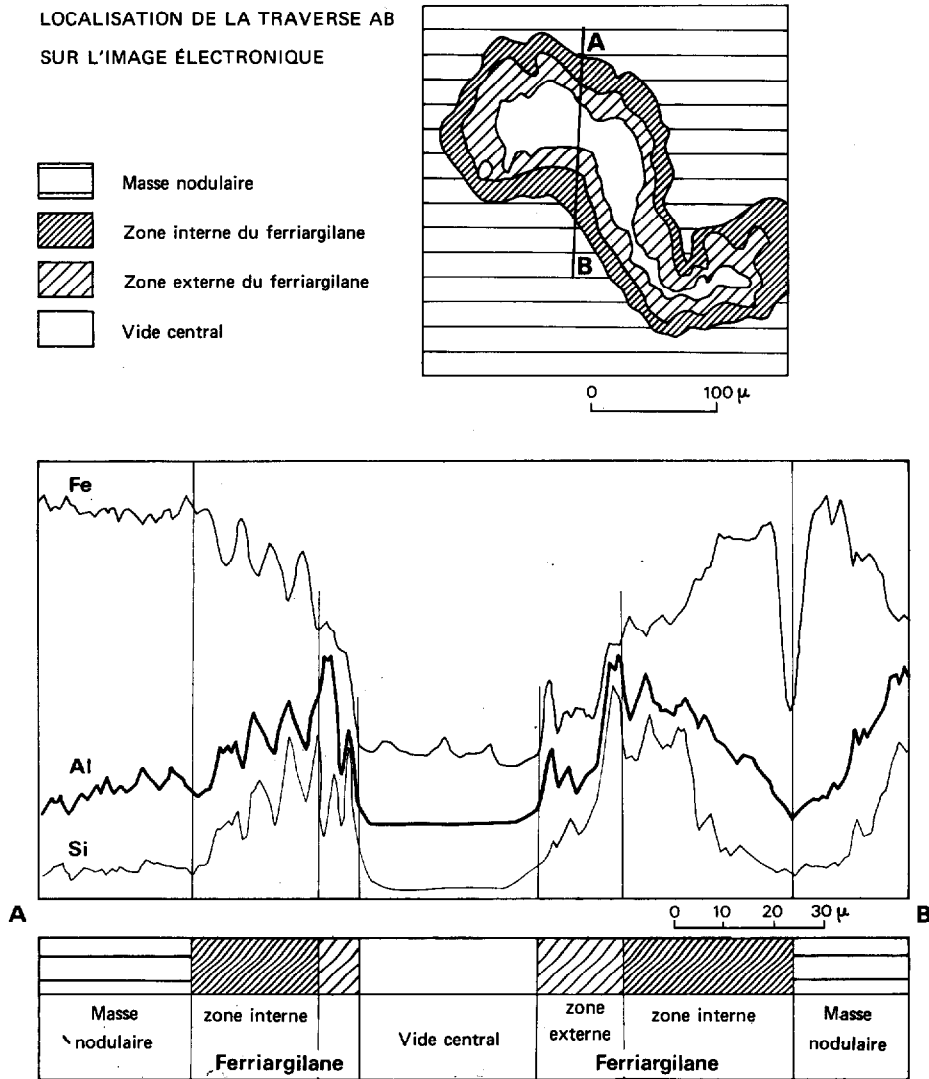 LOCALISATION DE LA TRAVERSE AB
SUR L'IMAGE ÉLECTRONIQUE
Masse nodulaire
Zone interne du ferriargilane
Zone externe du ferriargilane
Vide central
A
B
0 100 μ
Fe
Al
Si
A
B
0 10 20 30 μ
Masse
nodulaire
zone interne
Ferriargilane
Vide central
zone
externe
zone interne
Ferriargilane
Masse
nodulaire